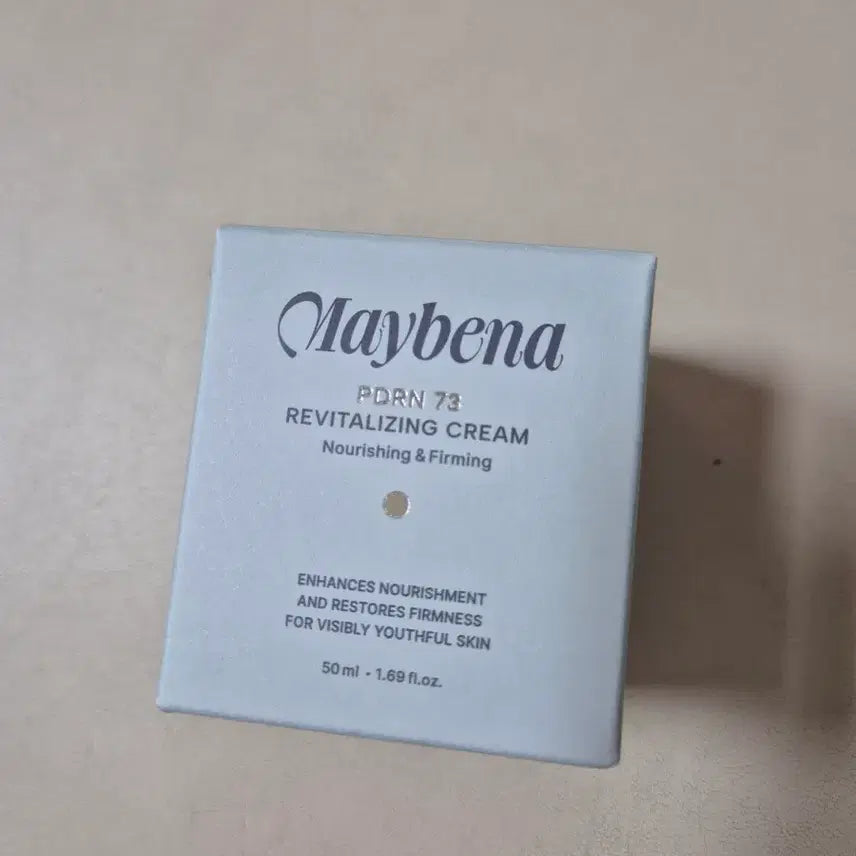 Maybena
PDRN 73
REVITALIZING CREAM
Nourishing & Firming
ENHANCES NOURISHMENT
AND RESTORES FIRMNESS
FOR VISIBLY YOUTHFUL SKIN
50 ml • 1.69 fl.oz.